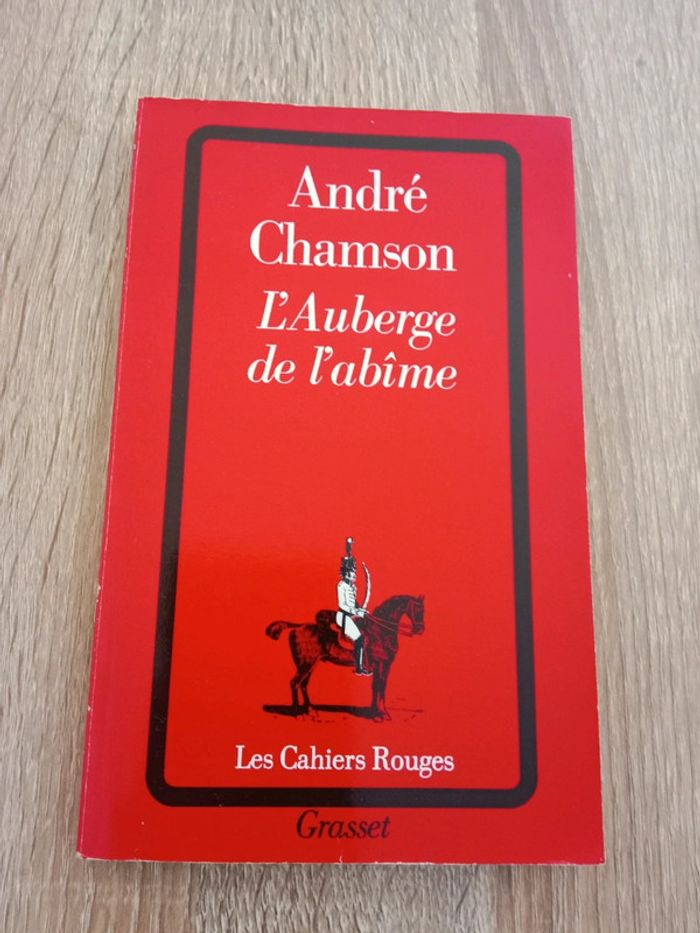 André
Chamson
L'Auberge
de l'abîme
Les Cahiers Rouges
Grasset